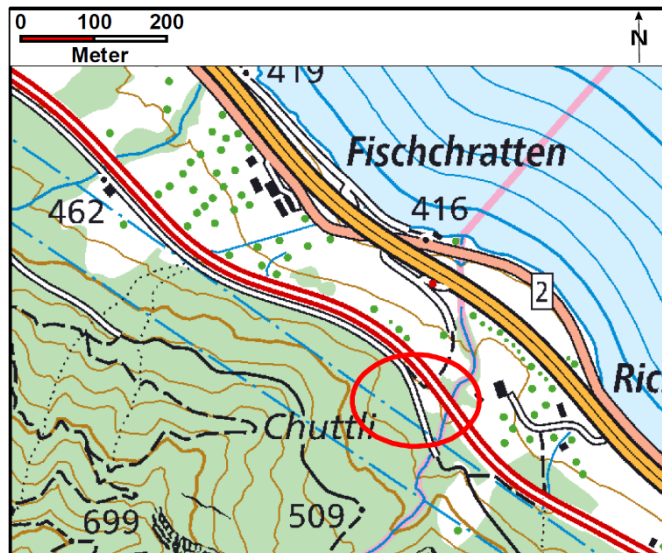 0 100 200
Meter
N
419
Fischchratten
462
416
2
Ric
Chuttli
509
699